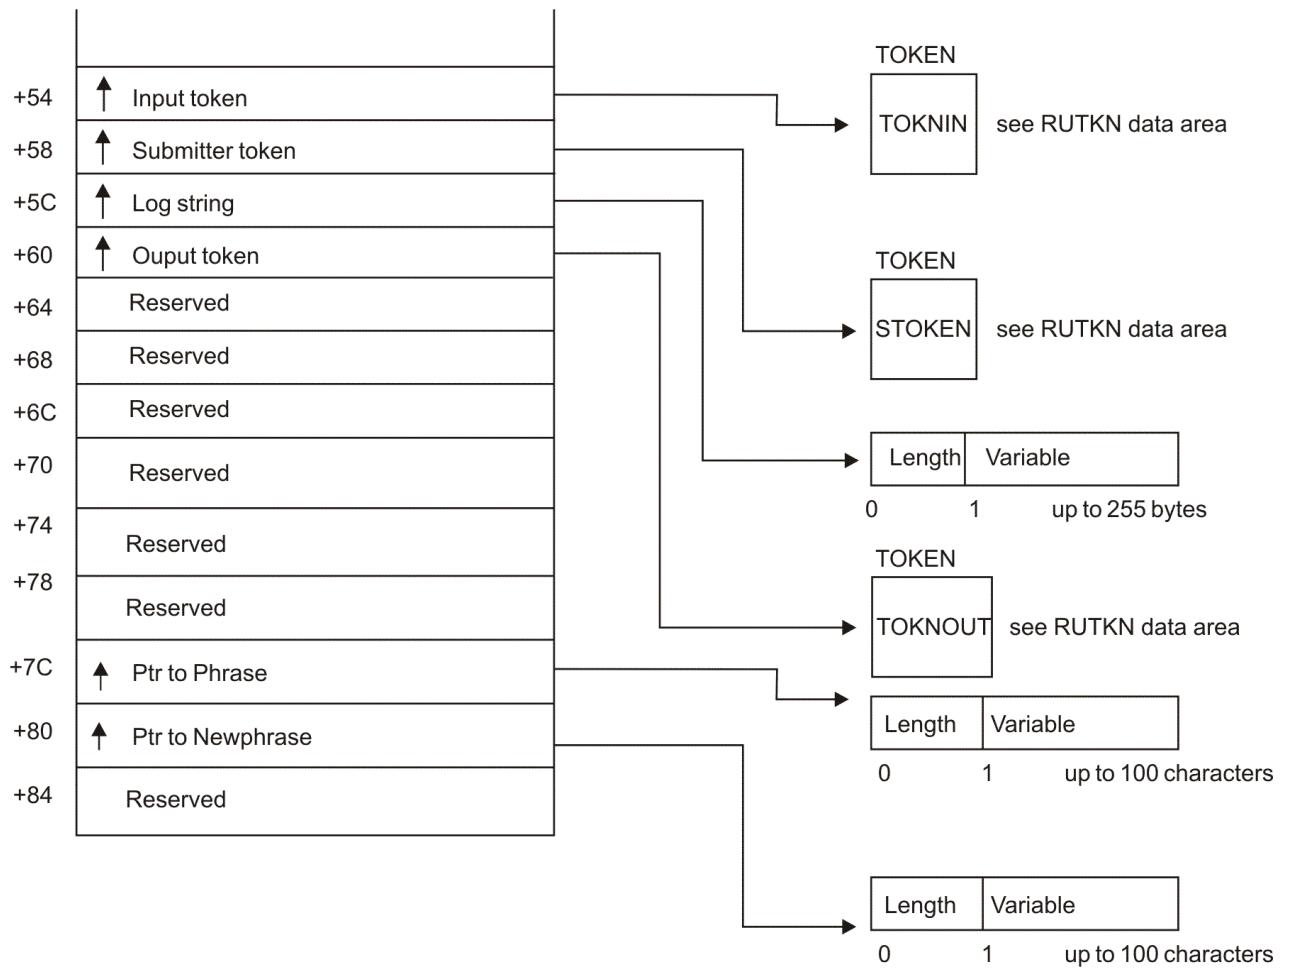 +54 Input token
+58 Submitter token
+5C Log string
+60 Ouput token
+64 Reserved
+68 Reserved
+6C Reserved
+70 Reserved
+74 Reserved
+78 Reserved
+7C Ptr to Phrase
+80 Ptr to Newphrase
+84 Reserved
TOKEN
TOKNIN see RUTKN data area
TOKEN
STOKEN see RUTKN data area
Length Variable
0 1 up to 255 bytes
TOKEN
TOKNOUT see RUTKN data area
Length Variable
0 1 up to 100 characters
Length Variable
0 1 up to 100 characters